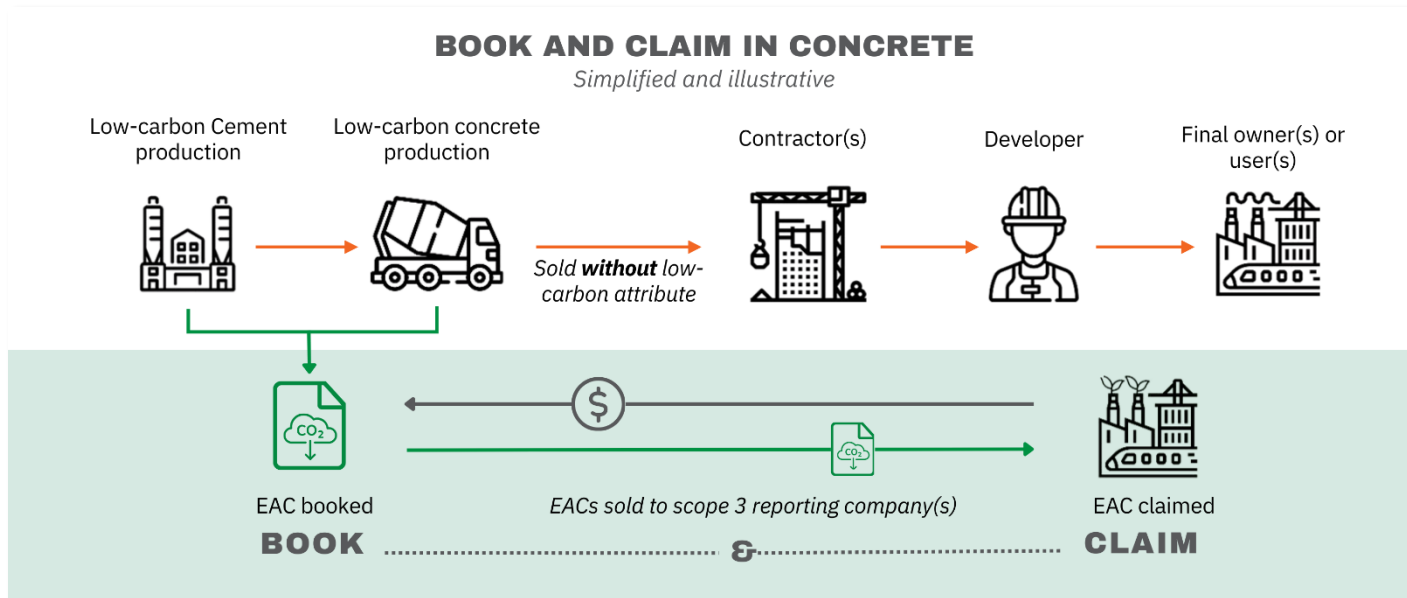 BOOK AND CLAIM IN CONCRETE
Simplified and illustrative
Low-carbon Cement
production
Low-carbon concrete
production
Contractor(s)
Developer
Final owner(s) or
user(s)
Sold without low-
carbon attribute
CO₂
$
CO₂
EAC booked
EACs sold to scope 3 reporting company(s)
EAC claimed
BOOK
&
CLAIM